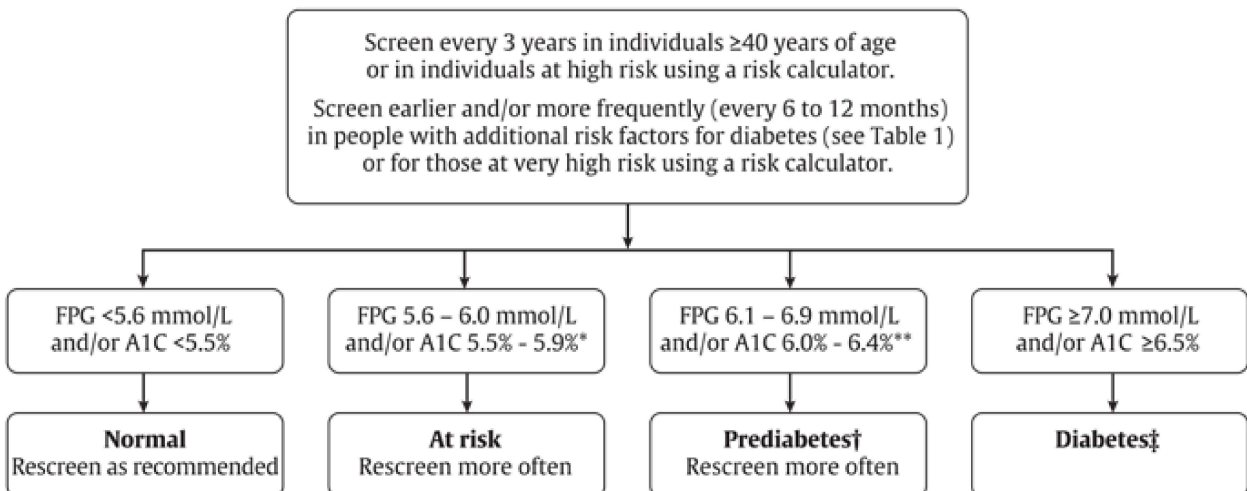 Screen every 3 years in individuals ≥40 years of age
or in individuals at high risk using a risk calculator.
Screen earlier and/or more frequently (every 6 to 12 months)
in people with additional risk factors for diabetes (see Table 1)
or for those at very high risk using a risk calculator.
FPG <5.6 mmol/L
and/or A1C <5.5%
FPG 5.6 – 6.0 mmol/L
and/or A1C 5.5% - 5.9%*
FPG 6.1 – 6.9 mmol/L
and/or A1C 6.0% - 6.4%**
FPG ≥7.0 mmol/L
and/or A1C ≥6.5%
Normal
Rescreen as recommended
At risk
Rescreen more often
Prediabetes†
Rescreen more often
Diabetes‡